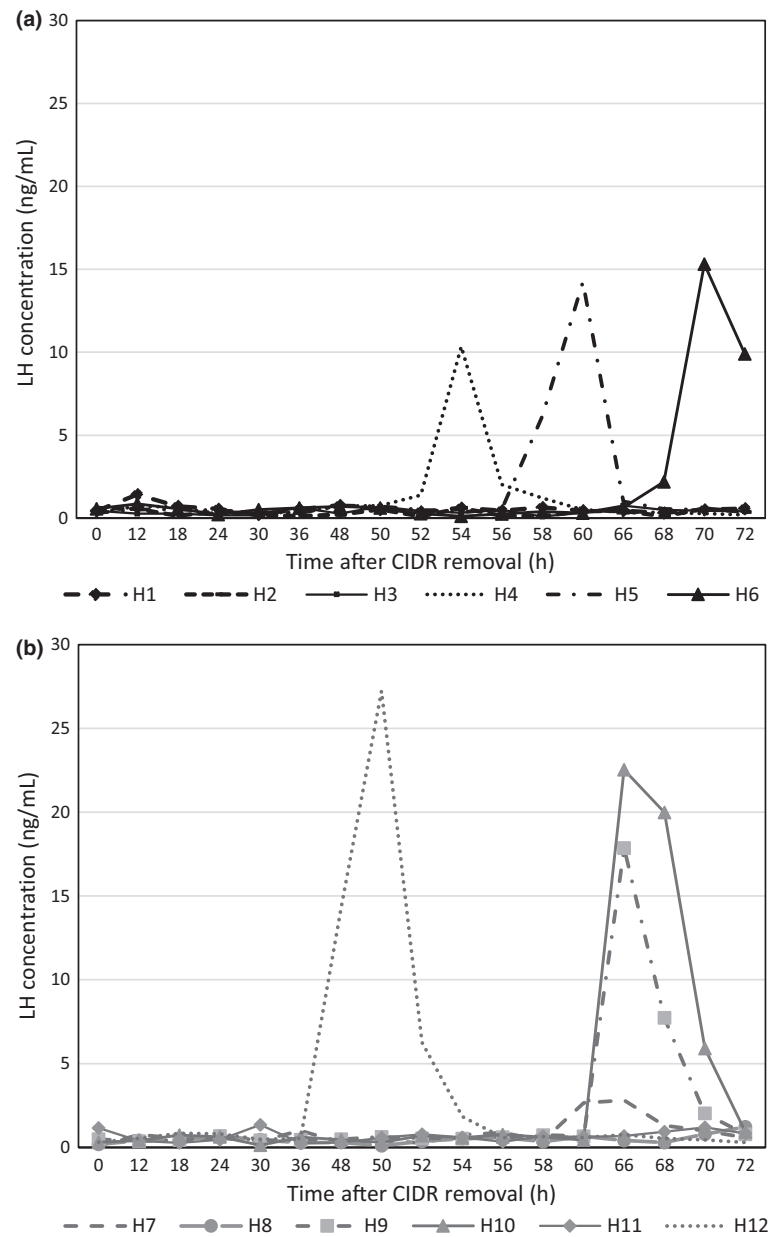 (a)
30
25
20
15
10
5
0
LH concentration (ng/mL)
0 12 18 24 30 36 48 50 52 54 56 58 60 66 68 70 72
Time after CIDR removal (h)
H1 H2 H3 H4 H5 H6
(b)
30
25
20
15
10
5
0
LH concentration (ng/mL)
0 12 18 24 30 36 48 50 52 54 56 58 60 66 68 70 72
Time after CIDR removal (h)
H7 H8 H9 H10 H11 H12